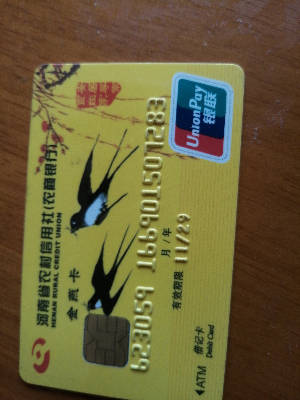 河南省农村信用社(农商银行)
HENAN RURAL CREDIT UNION
金燕卡
UnionPay
银联
623059
月/年
有效期限 11/29
借记卡
Debit Card
ATM